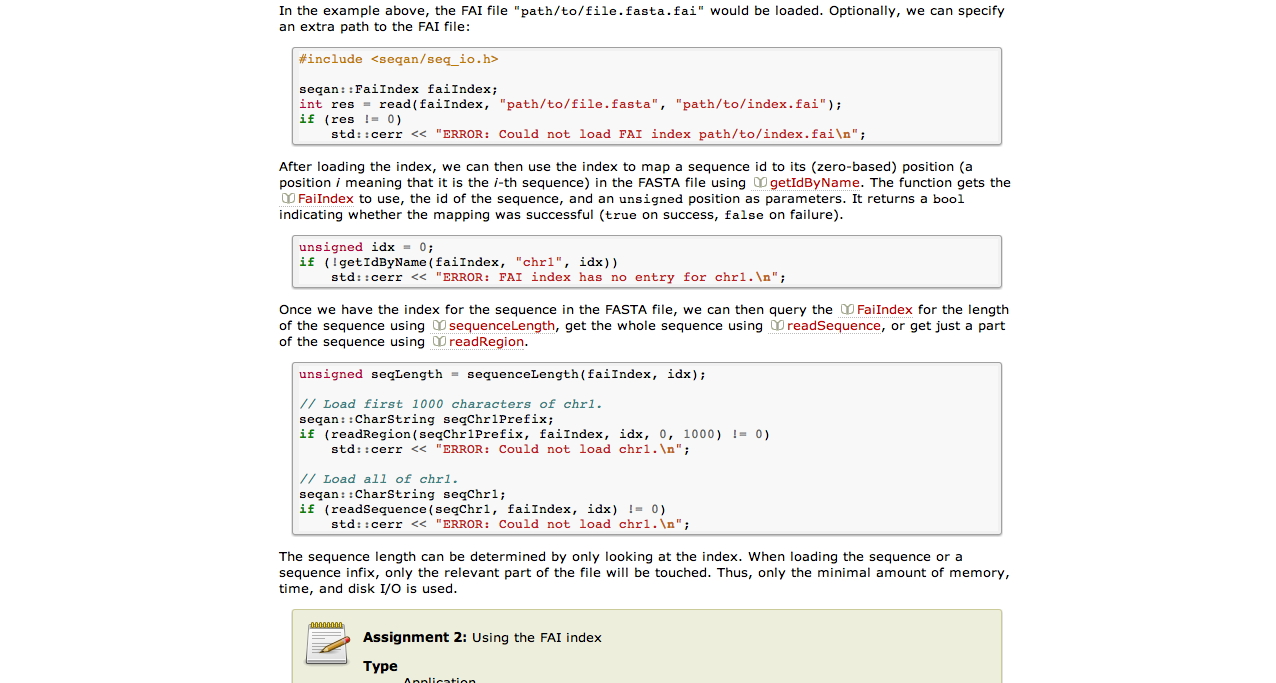 In the example above, the FAI file "path/to/file.fasta.fai" would be loaded. Optionally, we can specify
an extra path to the FAI file:
#include <seqan/seq_io.h>
seqan::FaiIndex faiIndex;
int res = read(faiIndex, "path/to/file.fasta", "path/to/index.fai");
if (res != 0)
    std::cerr << "ERROR: Could not load FAI index path/to/index.fai\n";
After loading the index, we can then use the index to map a sequence id to its (zero-based) position (a
position i meaning that it is the i-th sequence) in the FASTA file using getIdByName. The function gets the
FaiIndex to use, the id of the sequence, and an unsigned position as parameters. It returns a bool
indicating whether the mapping was successful (true on success, false on failure).
unsigned idx = 0;
if (!getIdByName(faiIndex, "chr1", idx))
    std::cerr << "ERROR: FAI index has no entry for chr1.\n";
Once we have the index for the sequence in the FASTA file, we can then query the FaiIndex for the length
of the sequence using sequenceLength, get the whole sequence using readSequence, or get just a part
of the sequence using readRegion.
unsigned seqLength = sequenceLength(faiIndex, idx);
// Load first 1000 characters of chr1.
seqan::CharString seqChr1Prefix;
if (readRegion(seqChr1Prefix, faiIndex, idx, 0, 1000) != 0)
    std::cerr << "ERROR: Could not load chr1.\n";
// Load all of chr1.
seqan::CharString seqChr1;
if (readSequence(seqChr1, faiIndex, idx) != 0)
    std::cerr << "ERROR: Could not load chr1.\n";
The sequence length can be determined by only looking at the index. When loading the sequence or a
sequence infix, only the relevant part of the file will be touched. Thus, only the minimal amount of memory,
time, and disk I/O is used.
Assignment 2: Using the FAI index
Type
Application